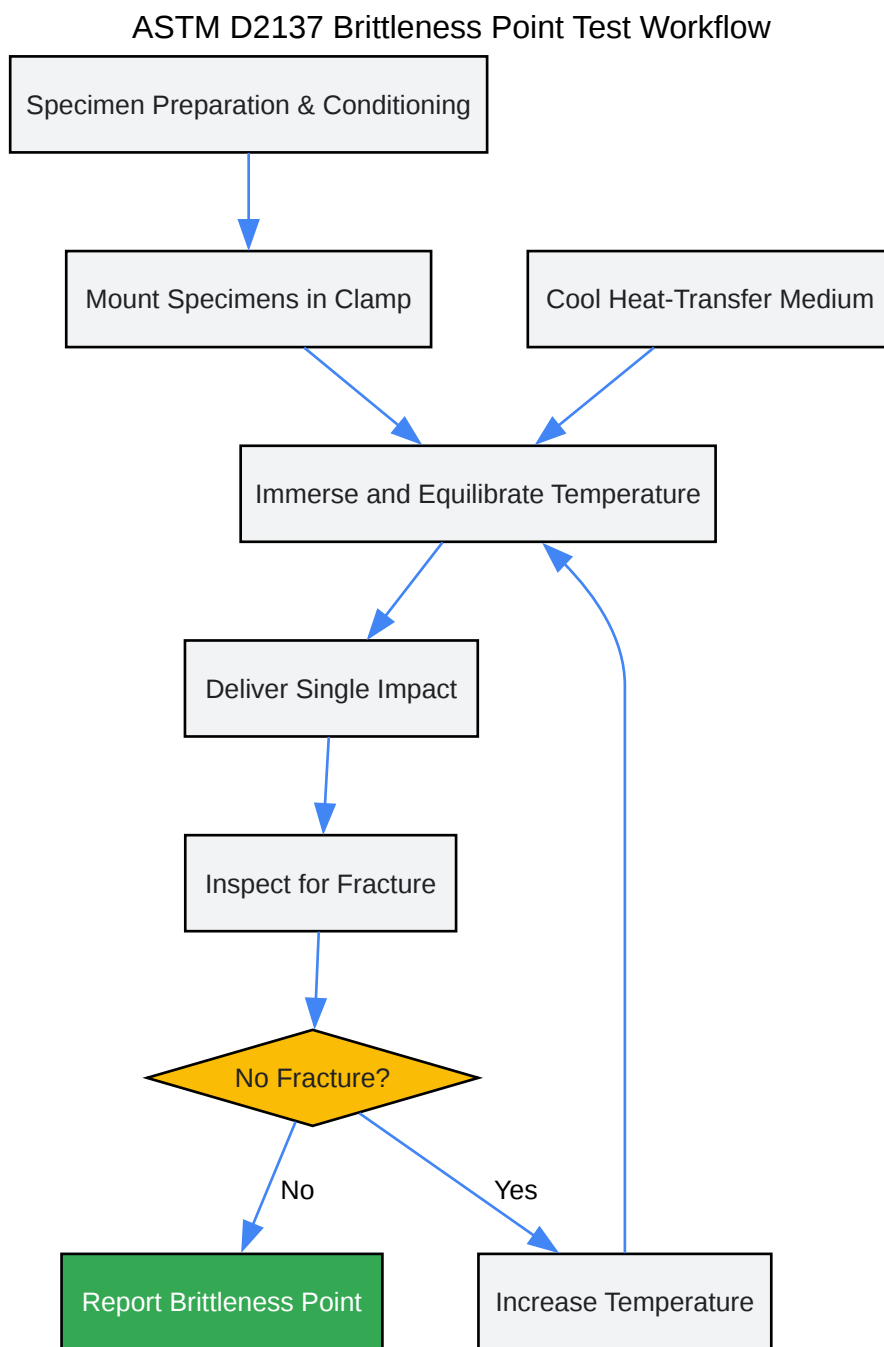 ASTM D2137 Brittleness Point Test Workflow
Specimen Preparation & Conditioning
Mount Specimens in Clamp
Cool Heat-Transfer Medium
Immerse and Equilibrate Temperature
Deliver Single Impact
Inspect for Fracture
No Fracture?
No
Yes
Report Brittleness Point
Increase Temperature